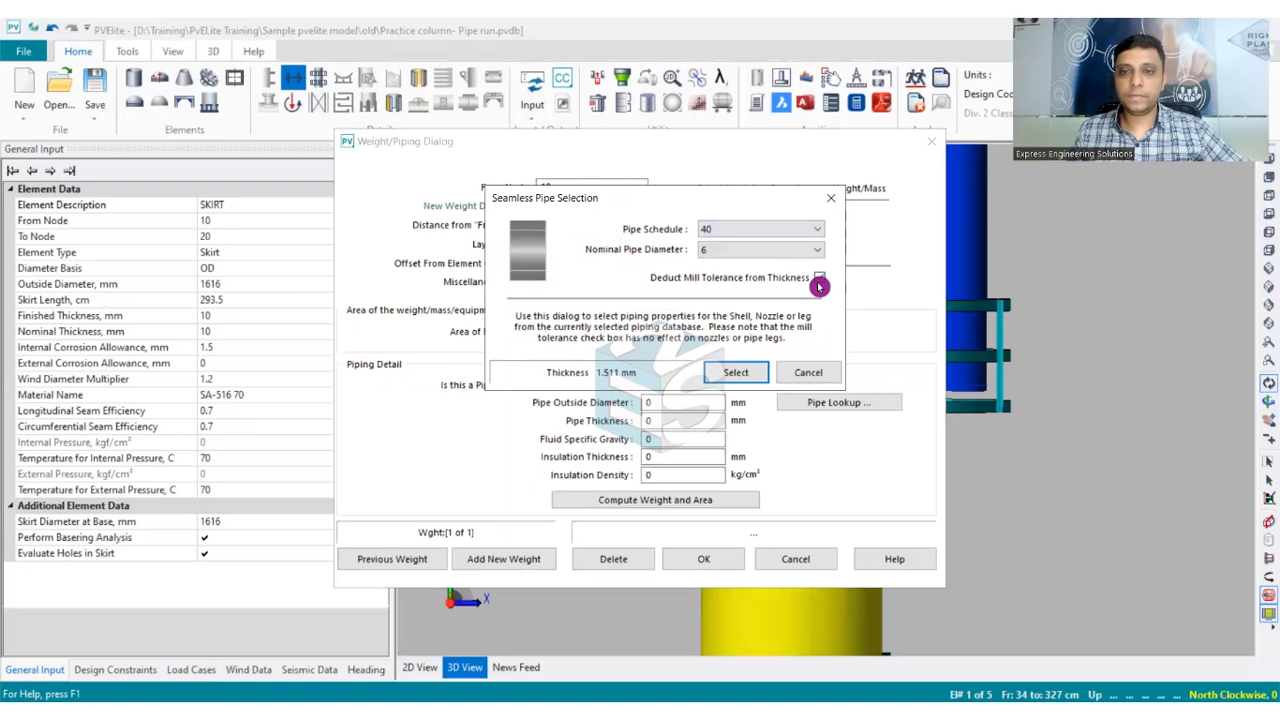 PV
PVElite - [D:\Training\PvELite Training\Sample pvelite model\old\Practice column- Pipe run.pvdb]
RIGH
PLA
File Home Tools View 3D Help
New Open... Save
Input
CC
Units :
Design Cod
Div. 2 Class
File Elements
Express Engineering Solutions
General Input
Element Data
Element Description SKIRT
From Node 10
To Node 20
Element Type Skirt
Diameter Basis OD
Outside Diameter, mm 1616
Skirt Length, cm 293.5
Finished Thickness, mm 10
Nominal Thickness, mm 10
Internal Corrosion Allowance, mm 1.5
External Corrosion Allowance, mm 0
Wind Diameter Multiplier 1.2
Material Name SA-516 70
Longitudinal Seam Efficiency 0.7
Circumferential Seam Efficiency 0.7
Internal Pressure, kgf/cm² 0
Temperature for Internal Pressure, C 70
External Pressure, kgf/cm² 0
Temperature for External Pressure, C 70
Additional Element Data
Skirt Diameter at Base, mm 1616
Perform Basering Analysis
Evaluate Holes in Skirt
PV Weight/Piping Dialog
eight/Mass
New Weight D
Distance from 'Fr
Lay
Offset From Element
Miscellane
Area of the weight/mass/equipm
Area of
Piping Detail
Is this a Pi
Seamless Pipe Selection
Pipe Schedule : 40
Nominal Pipe Diameter : 6
Deduct Mill Tolerance from Thickness
Use this dialog to select piping properties for the Shell, Nozzle or leg
from the currently selected piping database. Please note that the mill
tolerance check box has no effect on nozzles or pipe legs.
Thickness 1.511 mm Select Cancel
Pipe Outside Diameter : 0 mm Pipe Lookup ...
Pipe Thickness : 0 mm
Fluid Specific Gravity : 0
Insulation Thickness : 0 mm
Insulation Density : 0 kg/cm³
Compute Weight and Area
Wght:[1 of 1] ...
Previous Weight Add New Weight Delete OK Cancel Help
X
General Input Design Constraints Load Cases Wind Data Seismic Data Heading
2D View 3D View News Feed
For Help, press F1
El# 1 of 5 Fr: 34 to: 327 cm Up ... ... ... ... ... North Clockwise, 0